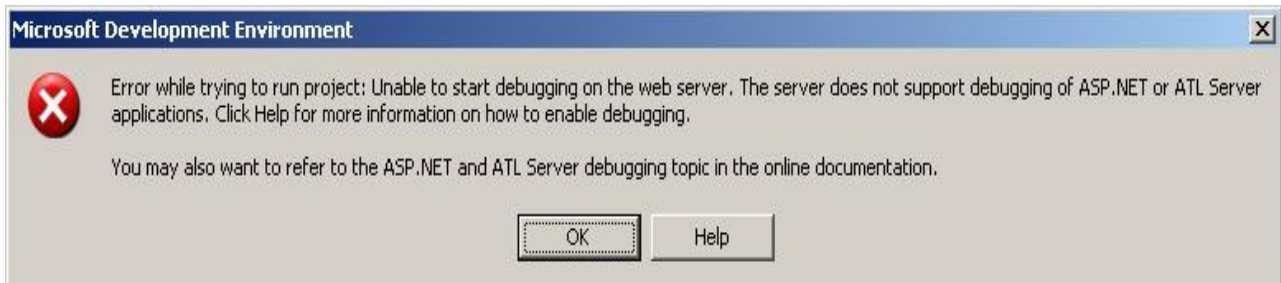 Microsoft Development Environment
Error while trying to run project: Unable to start debugging on the web server. The server does not support debugging of ASP.NET or ATL Server
applications. Click Help for more information on how to enable debugging.
You may also want to refer to the ASP.NET and ATL Server debugging topic in the online documentation.
OK
Help